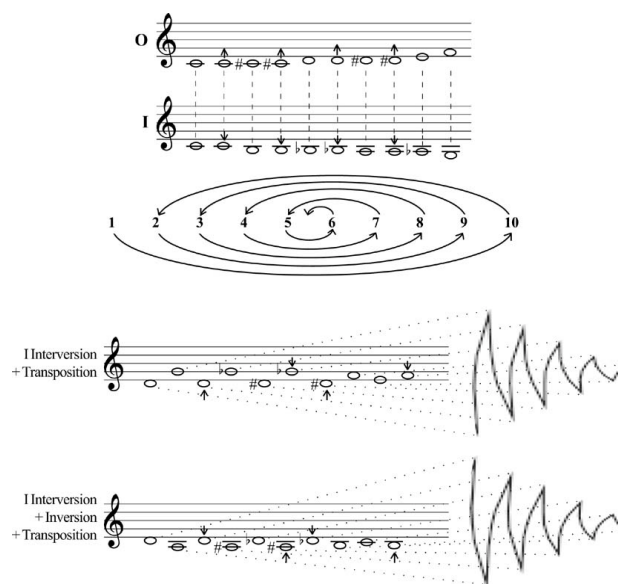 O
I
1 2 3 4 5 6 7 8 9 10
I Interversion
+ Transposition
I Interversion
+ Inversion
+ Transposition